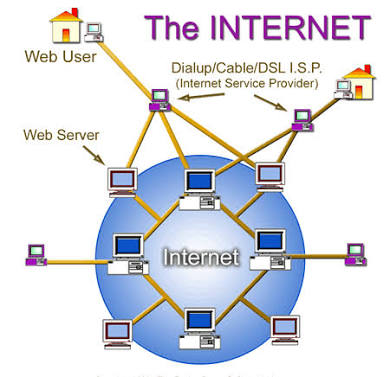 The INTERNET
Web User
Dialup/Cable/DSL I.S.P.
(Internet Service Provider)
Web Server
Internet